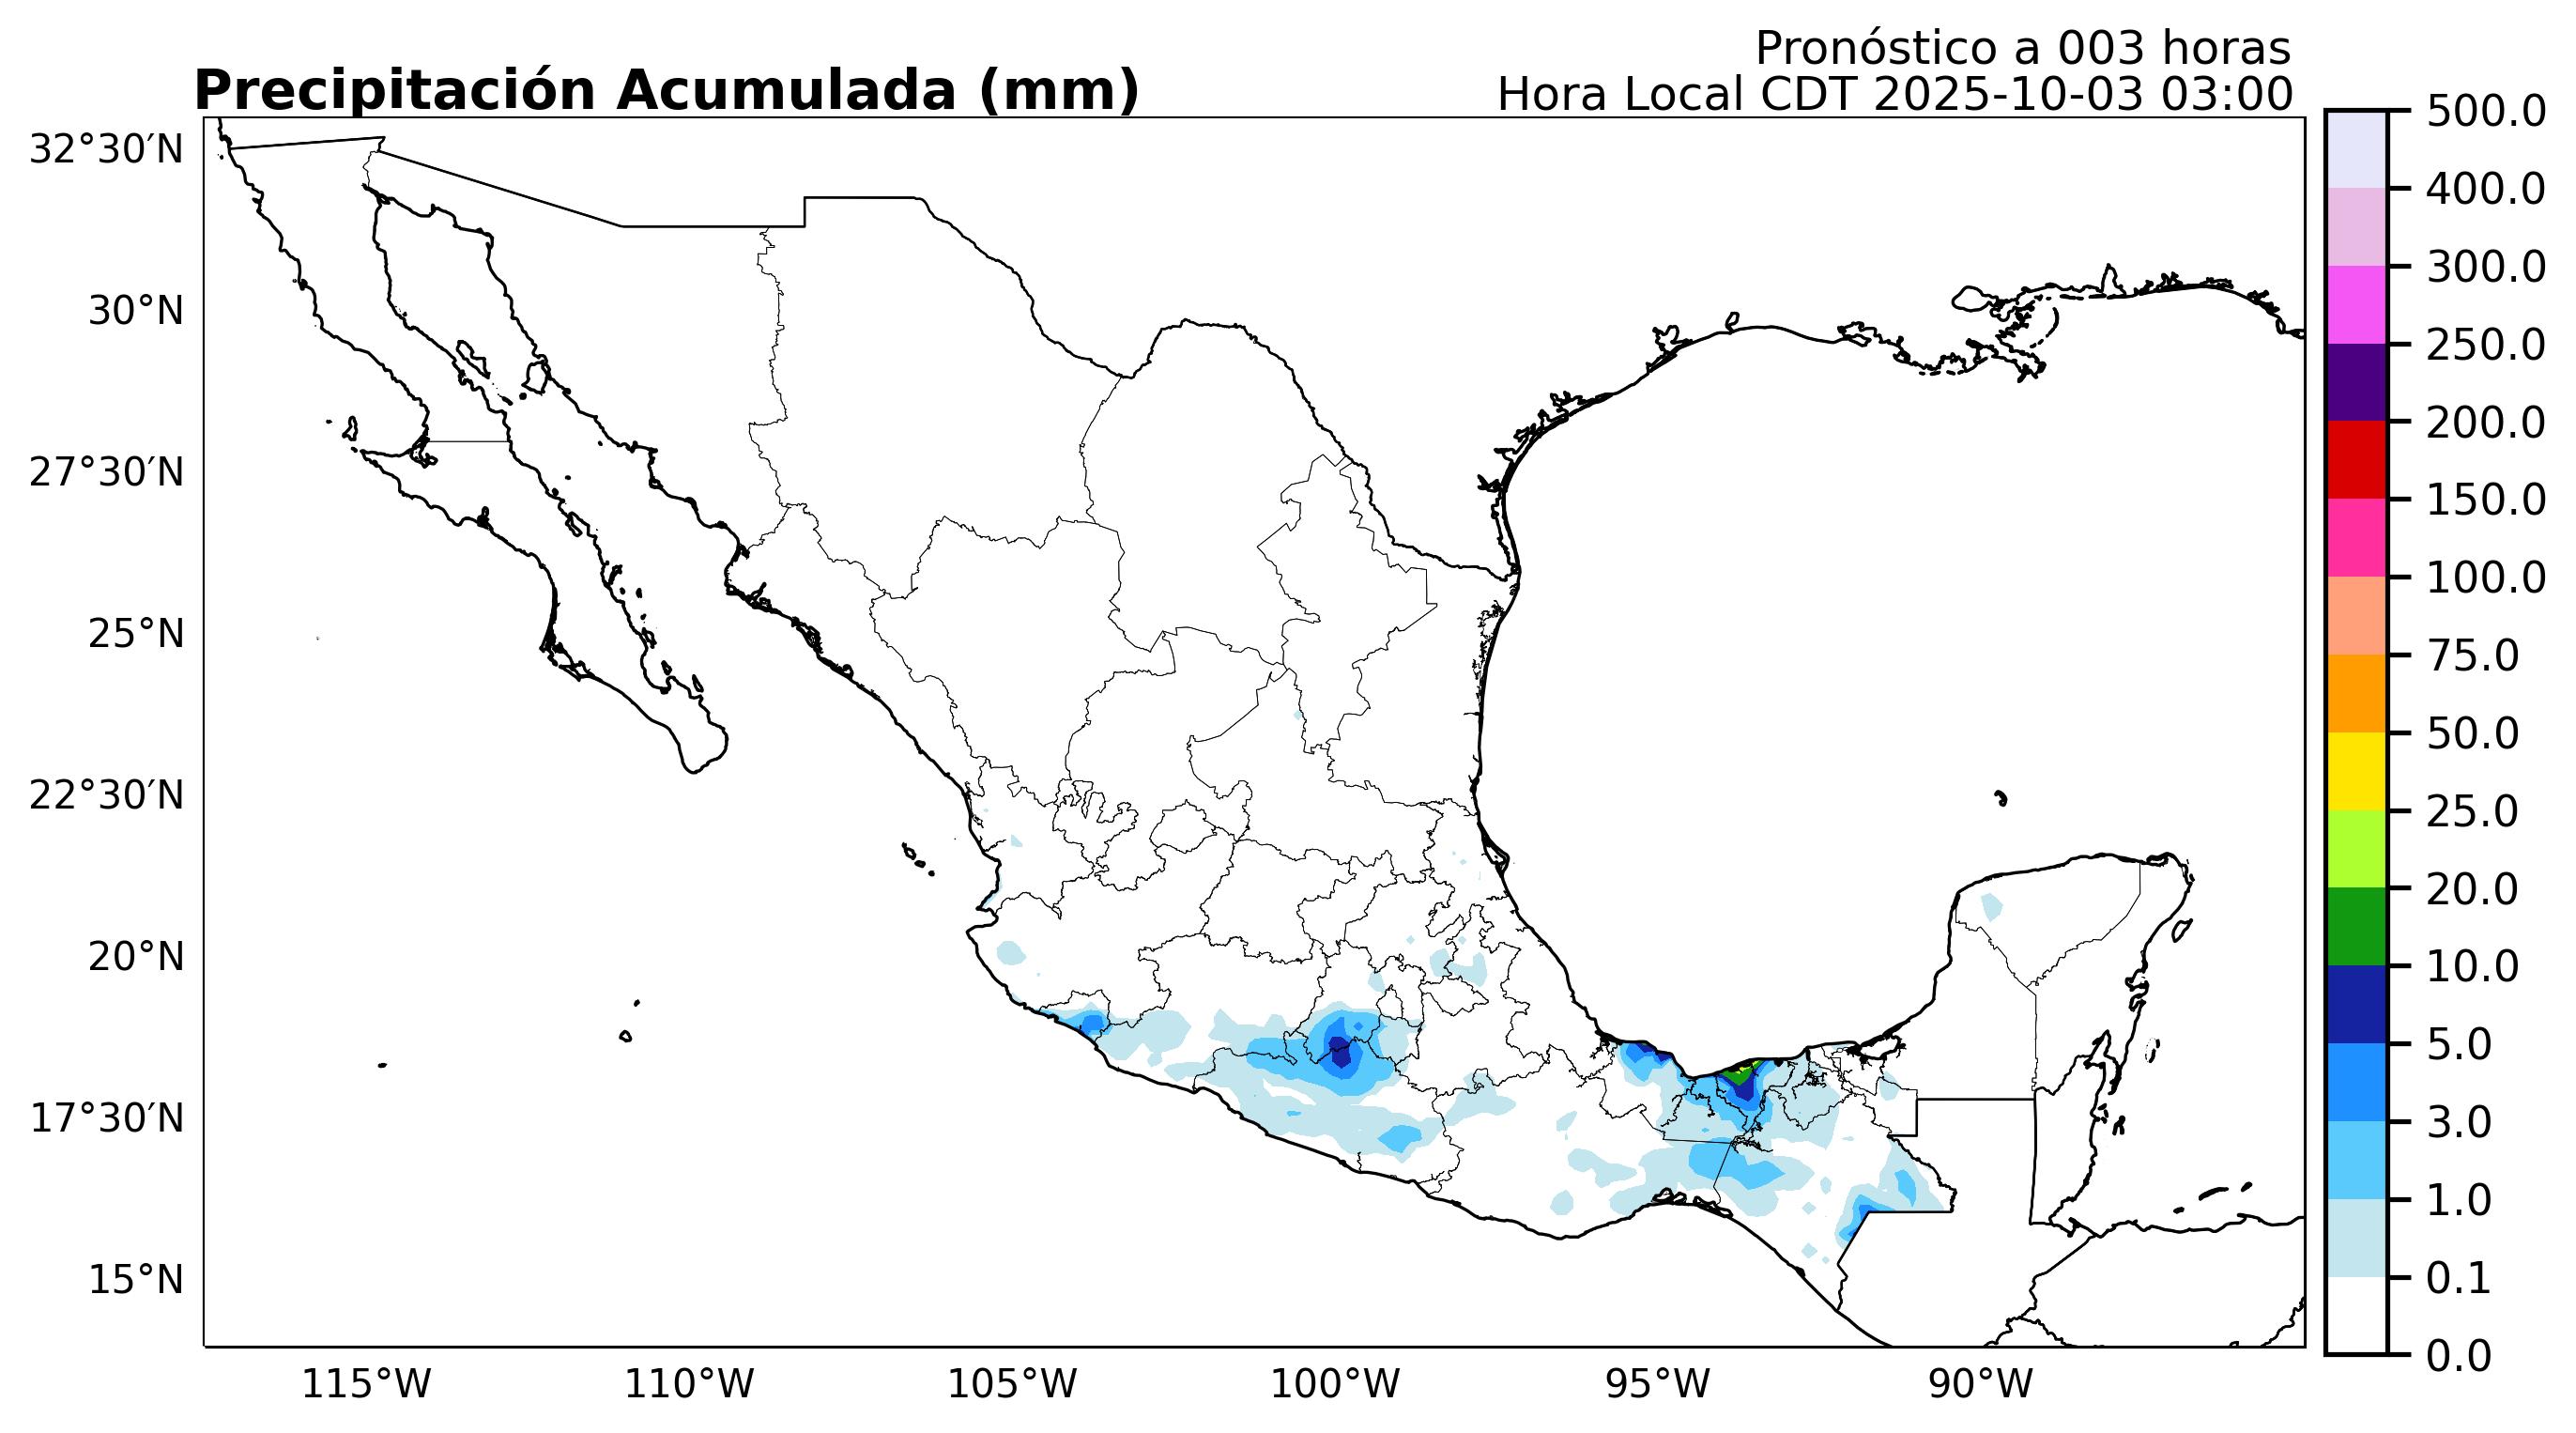 Pronóstico a 003 horas
Precipitación Acumulada (mm)
Hora Local CDT 2025-10-03 03:00
32°30′N
30°N
27°30′N
25°N
22°30′N
20°N
17°30′N
15°N
115°W
110°W
105°W
100°W
95°W
90°W
500.0
400.0
300.0
250.0
200.0
150.0
100.0
75.0
50.0
25.0
20.0
10.0
5.0
3.0
1.0
0.1
0.0